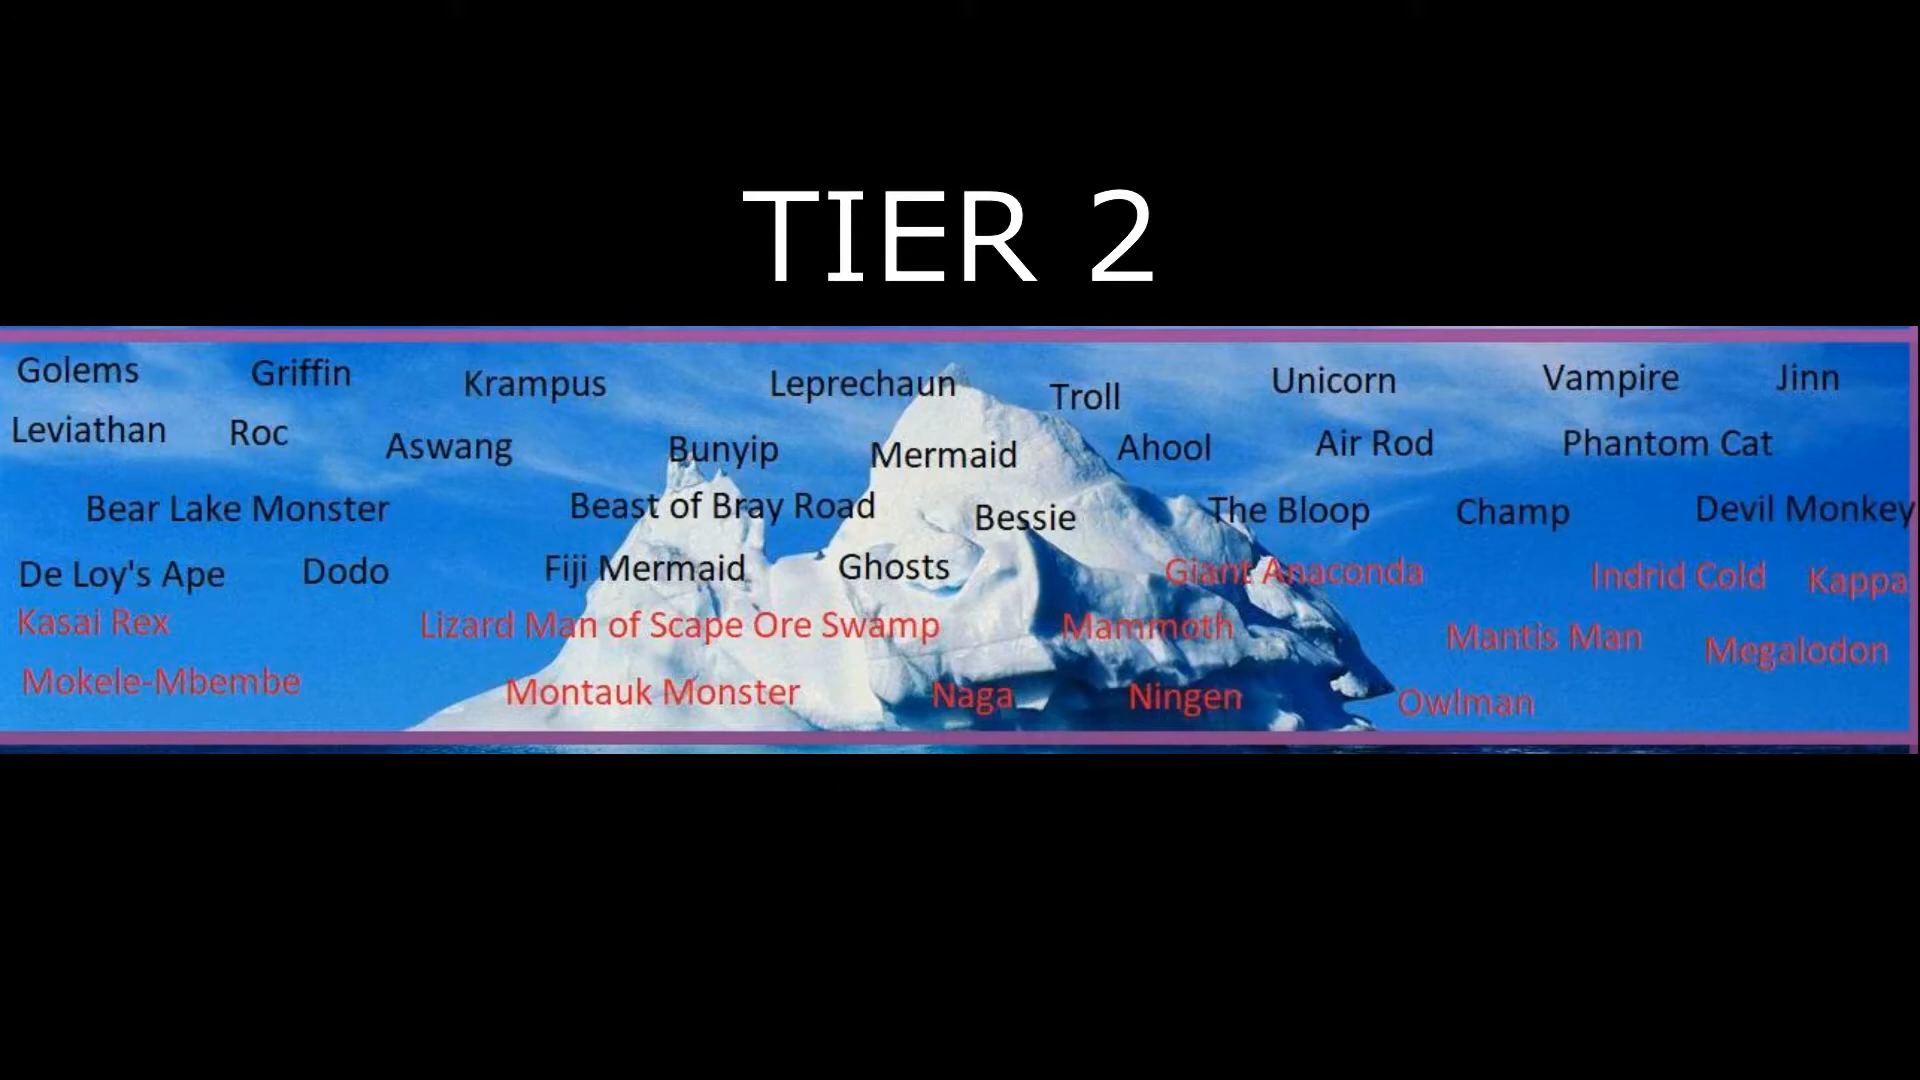 TIER 2
Golems Griffin Krampus Leprechaun Troll Unicorn Vampire Jinn
Leviathan Roc Aswang Bunyip Mermaid Ahool Air Rod Phantom Cat
Bear Lake Monster Beast of Bray Road Bessie The Bloop Champ Devil Monkey
De Loy's Ape Dodo Fiji Mermaid Ghosts Giant Anaconda Indrid Cold Kappa
Kasai Rex Lizard Man of Scape Ore Swamp Mammoth Mantis Man Megalodon
Mokele-Mbembe Montauk Monster Naga Ningen Owlman